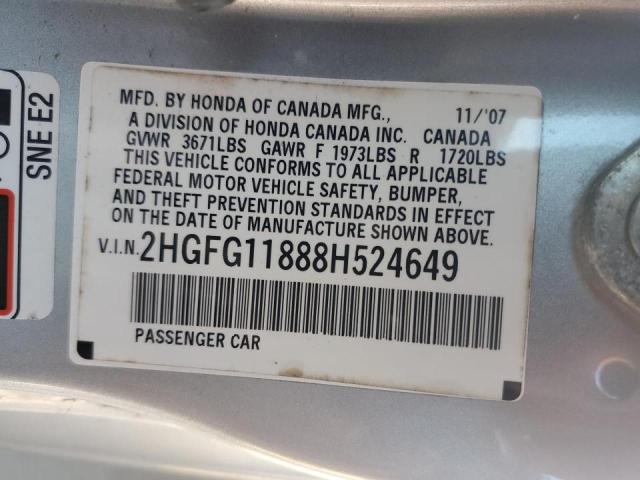 MFD. BY HONDA OF CANADA MFG., 11/'07
A DIVISION OF HONDA CANADA INC. CANADA
GVWR 3671LBS GAWR F 1973LBS R 1720LBS
THIS VEHICLE CONFORMS TO ALL APPLICABLE
FEDERAL MOTOR VEHICLE SAFETY, BUMPER,
AND THEFT PREVENTION STANDARDS IN EFFECT
ON THE DATE OF MANUFACTURE SHOWN ABOVE.
V.I.N. 2HGFG11888H524649
PASSENGER CAR
SNE E2